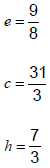 e = 9/8
c = 31/3
h = 7/3